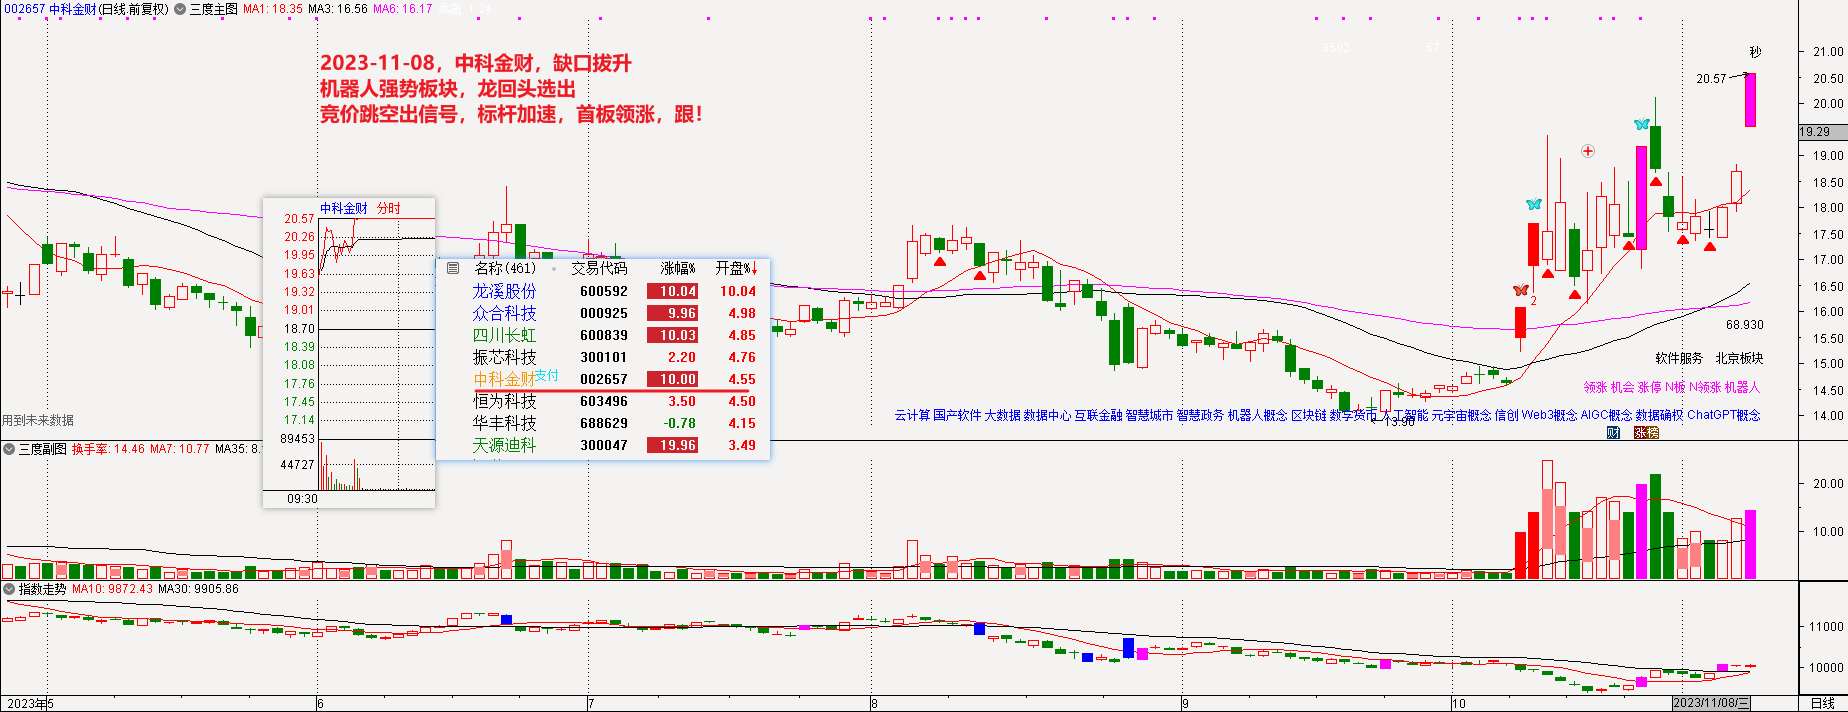 002657 中科金财(日线.前复权) 三度主图 MA1: 18.35 MA3: 16.56 MA6: 16.17 乖离: 1.24
3502 57
2023-11-08，中科金财，缺口拔升
机器人强势板块，龙回头选出
竞价跳空出信号，标杆加速，首板领涨，跟！
秒
20.57
21.00
20.50
20.00
19.29
19.00
18.50
18.00
17.50
17.00
16.50
16.00
15.50
15.00
14.50
14.00
2
68.930
13.90
软件服务 北京板块
领涨 机会 涨停 N板 N领涨 机器人
云计算 国产软件 大数据 数据中心 互联金融 智慧城市 智慧政务 机器人概念 区块链 数字货币 人工智能 元宇宙概念 信创 Web3概念 AIGC概念 数据确权 ChatGPT概念
财 涨榜
用到未来数据
中科金财 分时
20.57
20.26
19.95
19.63
19.32
19.01
18.70
18.39
18.08
17.76
17.45
17.14
89453
44727
09:30
名称(461) 交易代码 涨幅% 开盘%↓
龙溪股份 600592 10.04 10.04
众合科技 000925 9.96 4.98
四川长虹 600839 10.03 4.85
振芯科技 300101 2.20 4.76
中科金财 支付 002657 10.00 4.55
恒为科技 603496 3.50 4.50
华丰科技 688629 -0.78 4.15
天源迪科 300047 19.96 3.49
三度副图 换手率: 14.46 MA7: 10.77 MA35: 8.
20.00
10.00
指数走势 MA10: 9872.43 MA30: 9905.86
11000
10000
2023年5 6 7 8 9 10 2023/11/08/三 日线